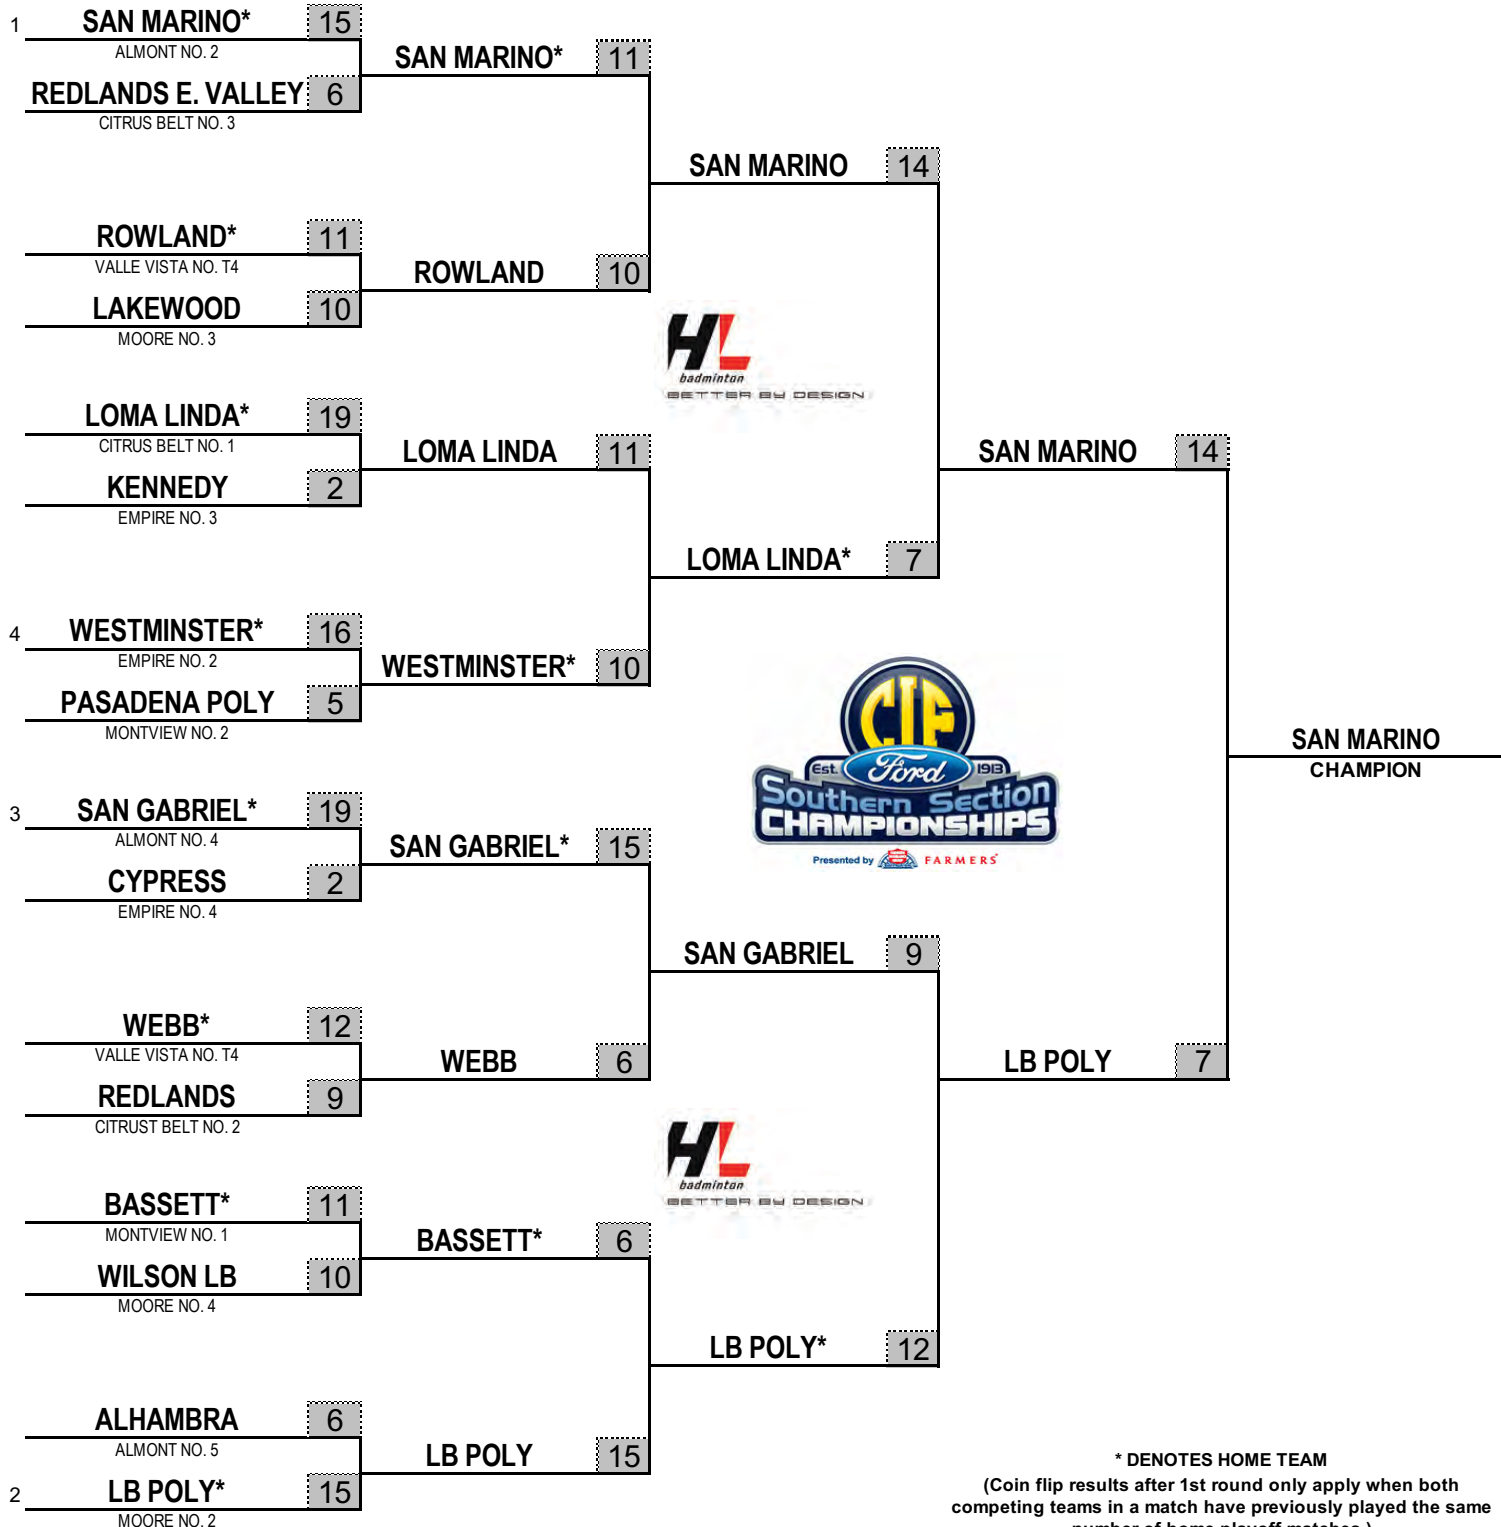 1 SAN MARINO* 15
ALMONT NO. 2
REDLANDS E. VALLEY 6
CITRUS BELT NO. 3
ROWLAND* 11
VALLE VISTA NO. T4
LAKEWOOD 10
MOORE NO. 3
LOMA LINDA* 19
CITRUS BELT NO. 1
KENNEDY 2
EMPIRE NO. 3
4 WESTMINSTER* 16
EMPIRE NO. 2
PASADENA POLY 5
MONTVIEW NO. 2
3 SAN GABRIEL* 19
ALMONT NO. 4
CYPRESS 2
EMPIRE NO. 4
WEBB* 12
VALLE VISTA NO. T4
REDLANDS 9
CITRUST BELT NO. 2
BASSETT* 11
MONTVIEW NO. 1
WILSON LB 10
MOORE NO. 4
ALHAMBRA 6
ALMONT NO. 5
2 LB POLY* 15
MOORE NO. 2
SAN MARINO* 11
ROWLAND 10
LOMA LINDA 11
WESTMINSTER* 10
SAN GABRIEL* 15
WEBB 6
BASSETT* 6
LB POLY 15
SAN MARINO 14
HL
badminton
BETTER BY DESIGN
LOMA LINDA* 7
CIF
Est. Ford 1913
Southern Section
CHAMPIONSHIPS
Presented by FARMERS
SAN GABRIEL 9
HL
badminton
BETTER BY DESIGN
LB POLY* 12
SAN MARINO 14
LB POLY 7
SAN MARINO
CHAMPION
* DENOTES HOME TEAM
(Coin flip results after 1st round only apply when both
competing teams in a match have previously played the same
number of home playoff matches.)